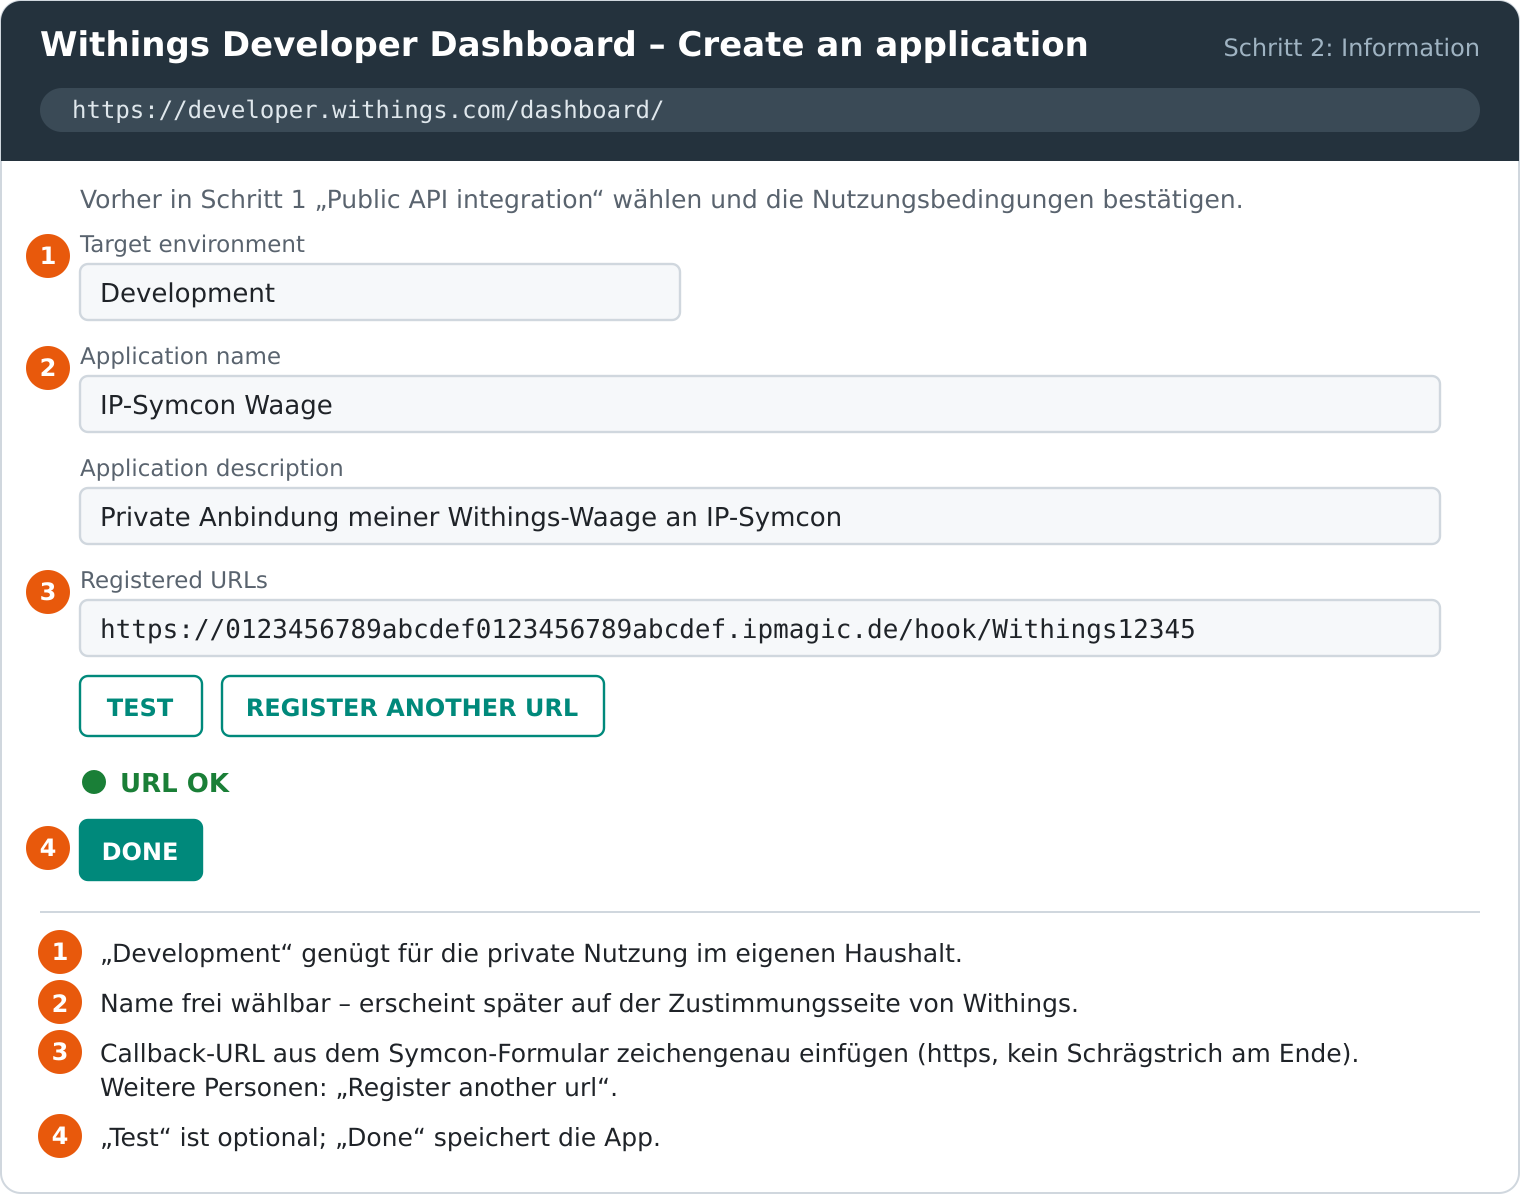 Withings Developer Dashboard – Create an application
Schritt 2: Information
https://developer.withings.com/dashboard/
Vorher in Schritt 1 „Public API integration“ wählen und die Nutzungsbedingungen bestätigen.
1 Target environment
Development
2 Application name
IP-Symcon Waage
Application description
Private Anbindung meiner Withings-Waage an IP-Symcon
3 Registered URLs
https://0123456789abcdef0123456789abcdef.ipmagic.de/hook/Withings12345
TEST REGISTER ANOTHER URL
URL OK
4 DONE
1 „Development“ genügt für die private Nutzung im eigenen Haushalt.
2 Name frei wählbar – erscheint später auf der Zustimmungsseite von Withings.
3 Callback-URL aus dem Symcon-Formular zeichengenau einfügen (https, kein Schrägstrich am Ende).
Weitere Personen: „Register another url“.
4 „Test“ ist optional; „Done“ speichert die App.